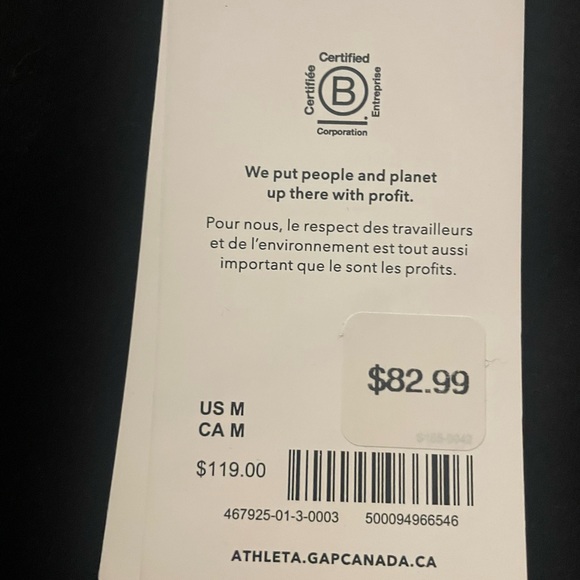 Certified
Certifiée
B
Entreprise
Corporation
We put people and planet
up there with profit.
Pour nous, le respect des travailleurs
et de l'environnement est tout aussi
important que le sont les profits.
$82.99
US M
CA M
$119.00
467925-01-3-0003 500094966546
ATHLETA.GAPCANADA.CA